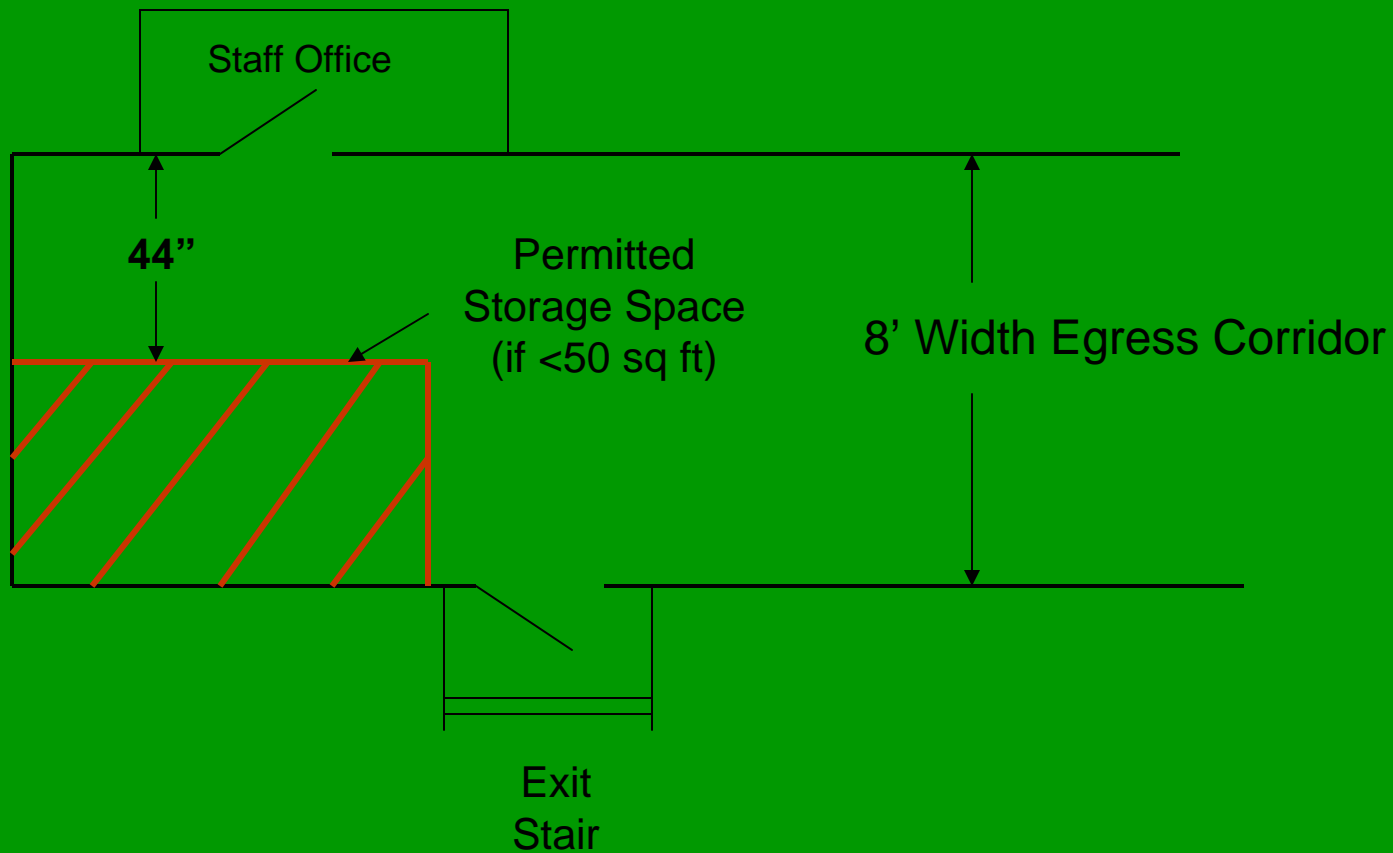 Staff Office
44”
Permitted
Storage Space
(if <50 sq ft)
8’ Width Egress Corridor
Exit
Stair